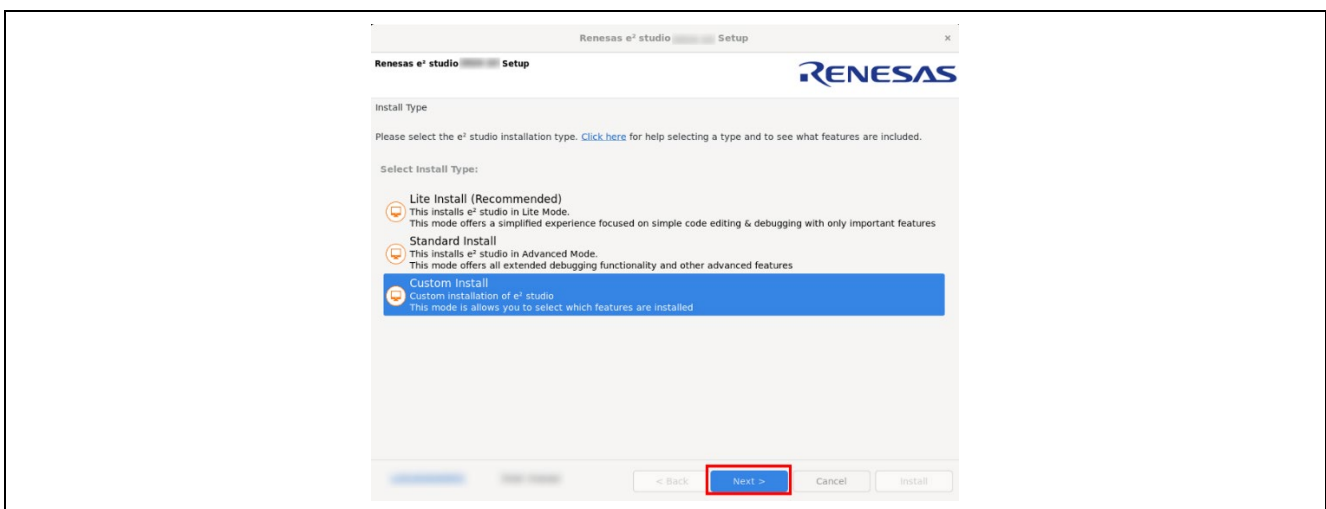 Renesas e² studio Setup ×
Renesas e² studio Setup
RENESAS
Install Type
Please select the e² studio installation type. Click here for help selecting a type and to see what features are included.
Select Install Type:
Lite Install (Recommended)
This installs e² studio in Lite Mode.
This mode offers a simplified experience focused on simple code editing & debugging with only important features
Standard Install
This installs e² studio in Advanced Mode.
This mode offers all extended debugging functionality and other advanced features
Custom Install
Custom installation of e² studio
This mode is allows you to select which features are installed
< Back Next > Cancel Install